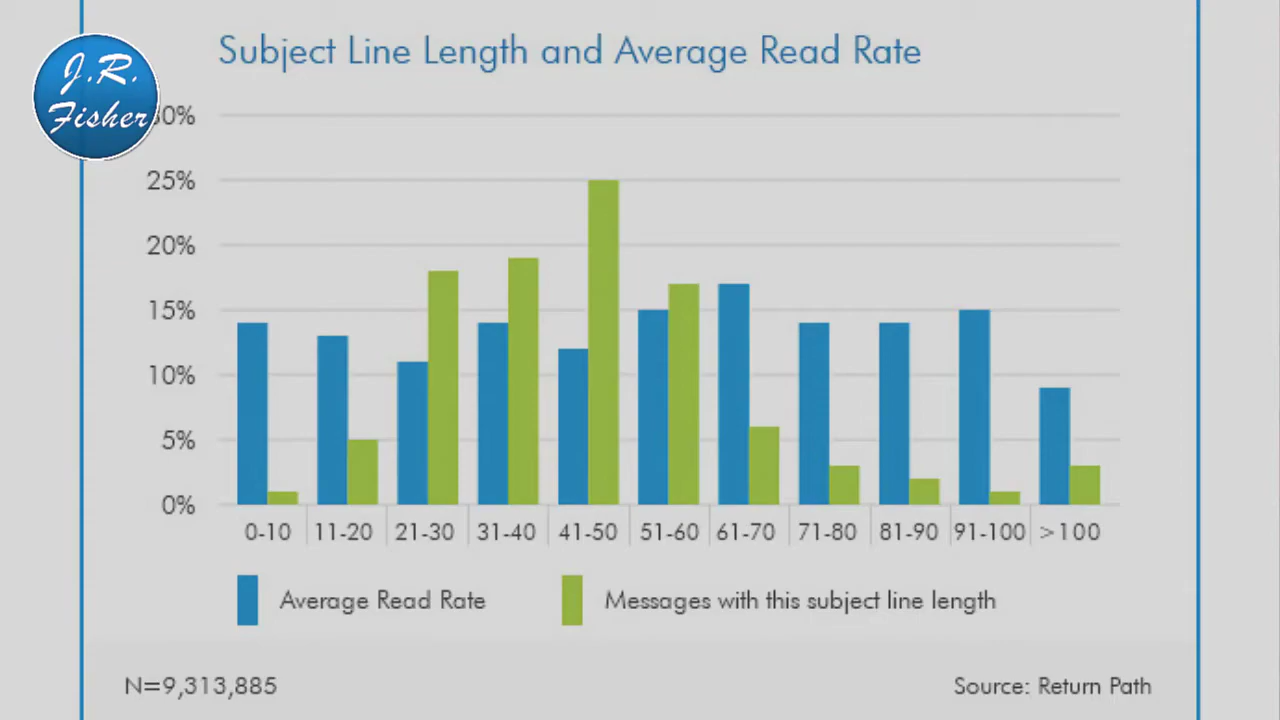 Subject Line Length and Average Read Rate
J.R.
Fisher
30%
25%
20%
15%
10%
5%
0%
0-10 11-20 21-30 31-40 41-50 51-60 61-70 71-80 81-90 91-100 >100
Average Read Rate Messages with this subject line length
N=9,313,885 Source: Return Path